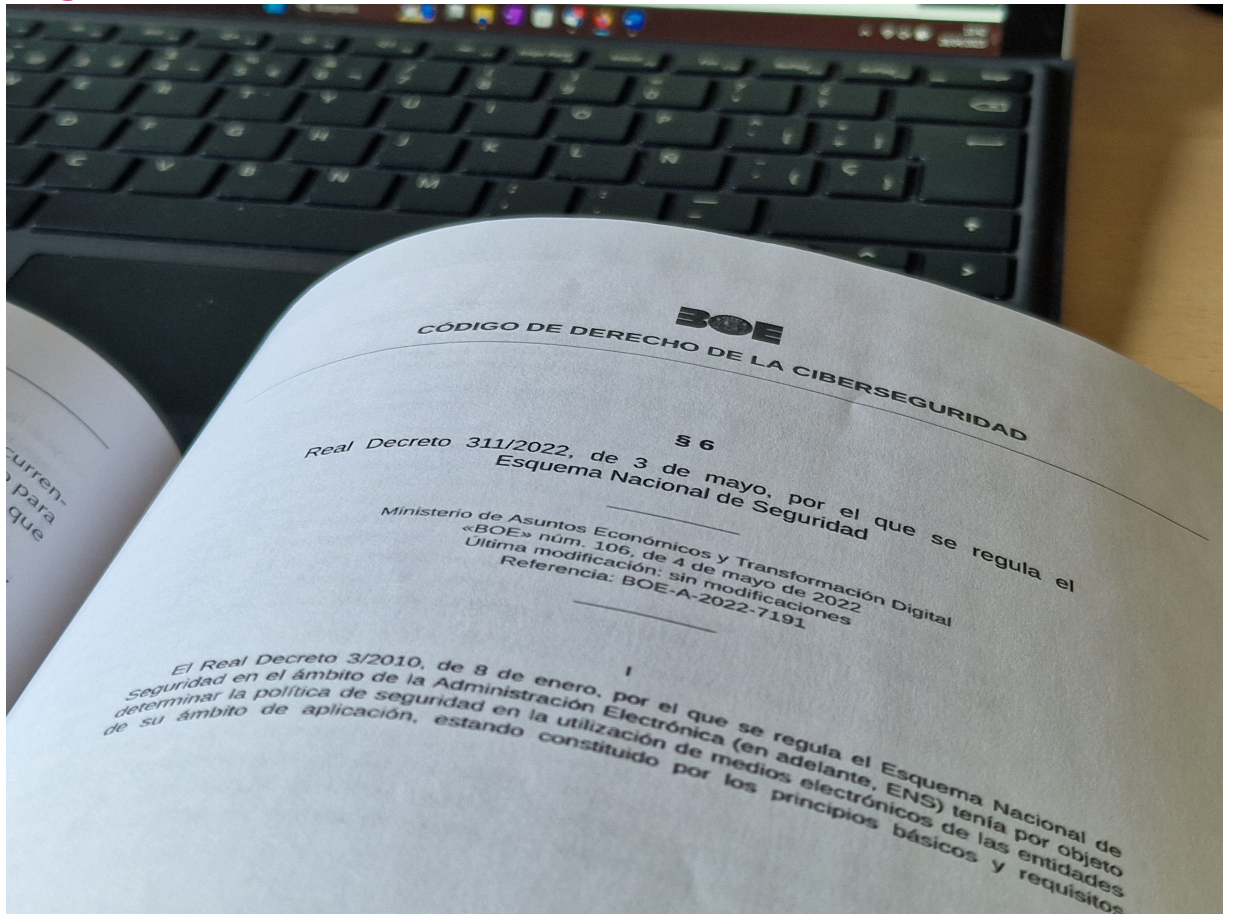 BOE
CÓDIGO DE DERECHO DE LA CIBERSEGURIDAD
§ 6
Real Decreto 311/2022, de 3 de mayo, por el que se regula el
Esquema Nacional de Seguridad
Ministerio de Asuntos Económicos y Transformación Digital
«BOE» núm. 106, de 4 de mayo de 2022
Última modificación: sin modificaciones
Referencia: BOE-A-2022-7191
I
El Real Decreto 3/2010, de 8 de enero, por el que se regula el Esquema Nacional de
Seguridad en el ámbito de la Administración Electrónica (en adelante, ENS) tenía por objeto
determinar la política de seguridad en la utilización de medios electrónicos de las entidades
de su ámbito de aplicación, estando constituido por los principios básicos y requisitos
curren-
para
que